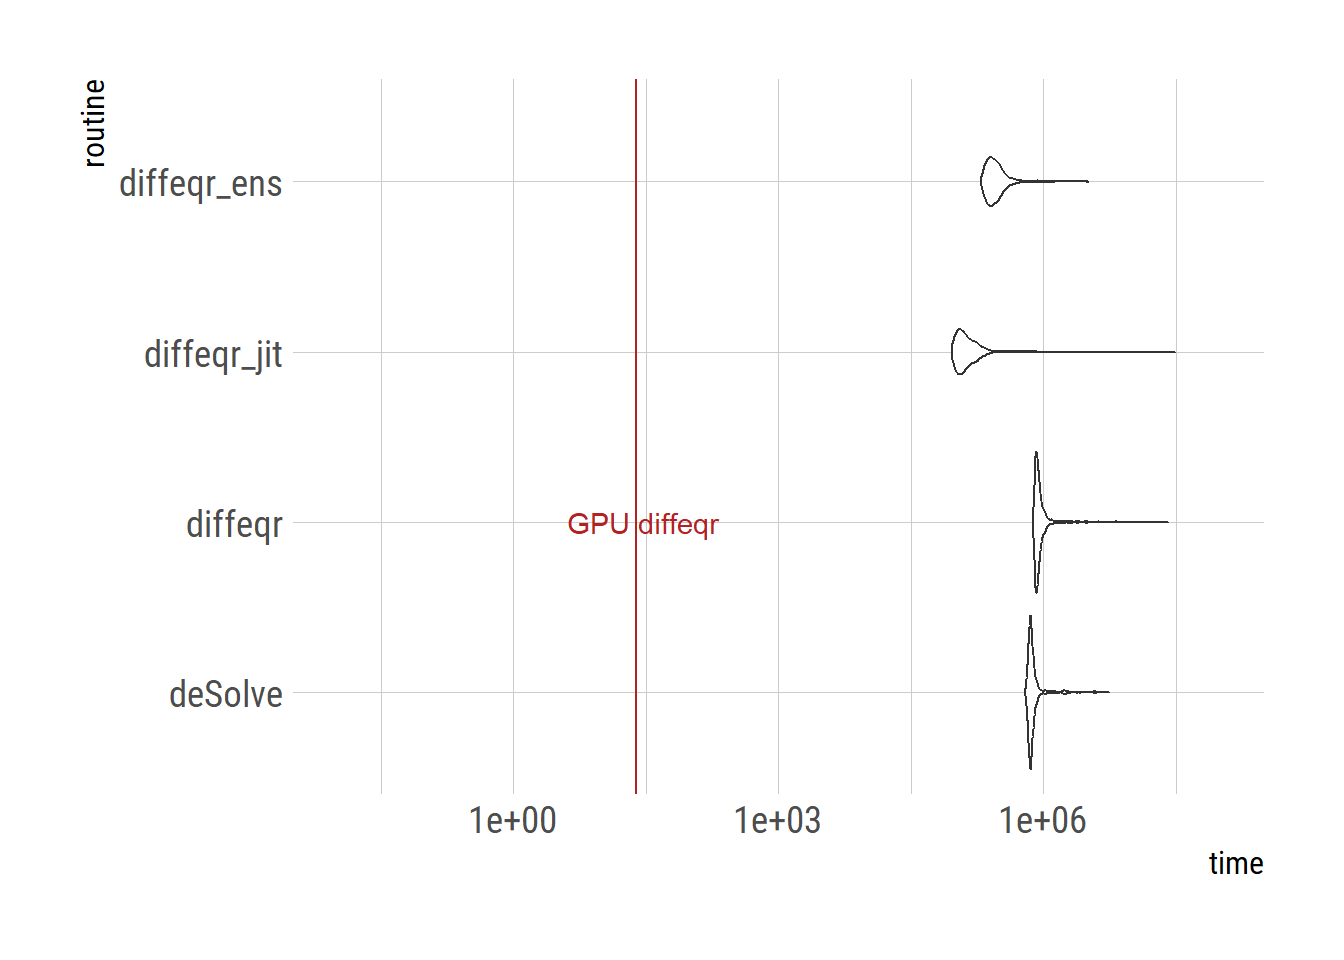 routine
diffeqr_ens
diffeqr_jit
diffeqr
GPU diffeqr
deSolve
1e+00
1e+03
1e+06
time